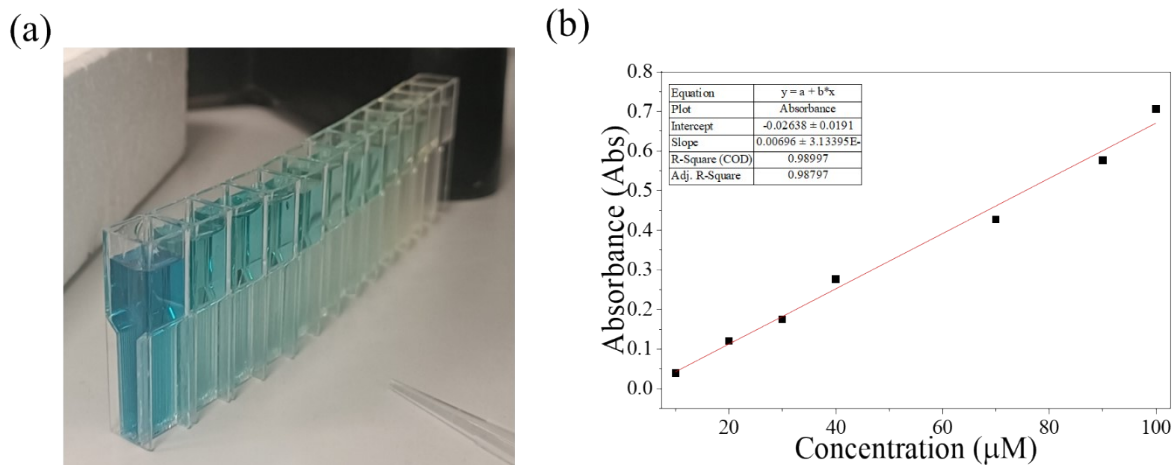 (a)
(b)
Absorbance (Abs)
0.8
0.7
0.6
0.5
0.4
0.3
0.2
0.1
0.0
Equation y = a + b*x
Plot Absorbance
Intercept -0.02638 ± 0.0191
Slope 0.00696 ± 3.13395E-
R-Square (COD) 0.98997
Adj. R-Square 0.98797
20 40 60 80 100
Concentration (μM)